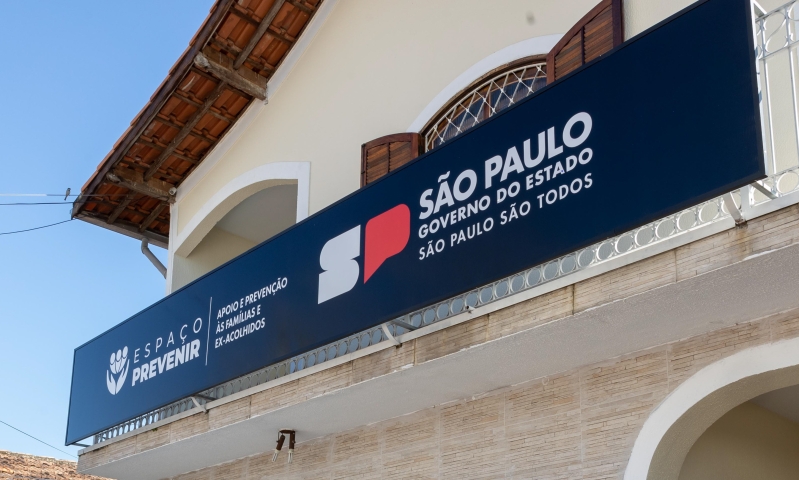 ESPAÇO
PREVENIR
APOIO E PREVENÇÃO
ÀS FAMÍLIAS E
EX-ACOLHIDOS
SP
SÃO PAULO
GOVERNO DO ESTADO
SÃO PAULO SÃO TODOS